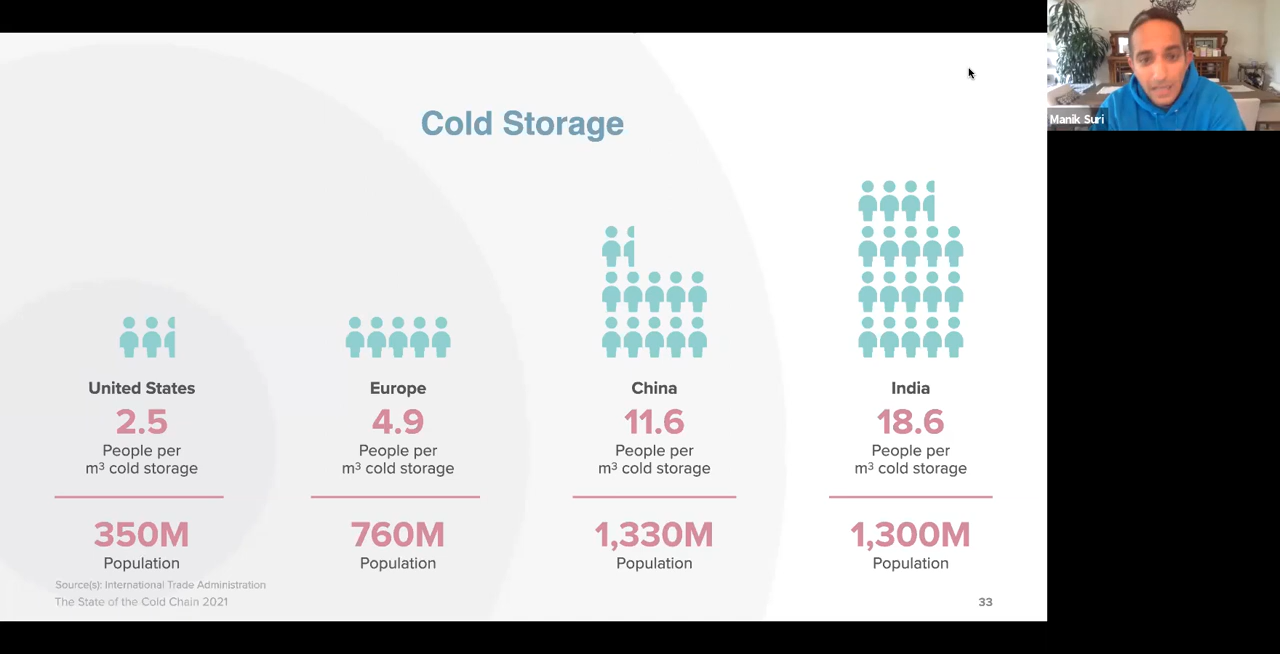 Cold Storage
United States
2.5
People per
m³ cold storage
350M
Population
Europe
4.9
People per
m³ cold storage
760M
Population
China
11.6
People per
m³ cold storage
1,330M
Population
India
18.6
People per
m³ cold storage
1,300M
Population
Source(s): International Trade Administration
The State of the Cold Chain 2021
33
Manik Suri